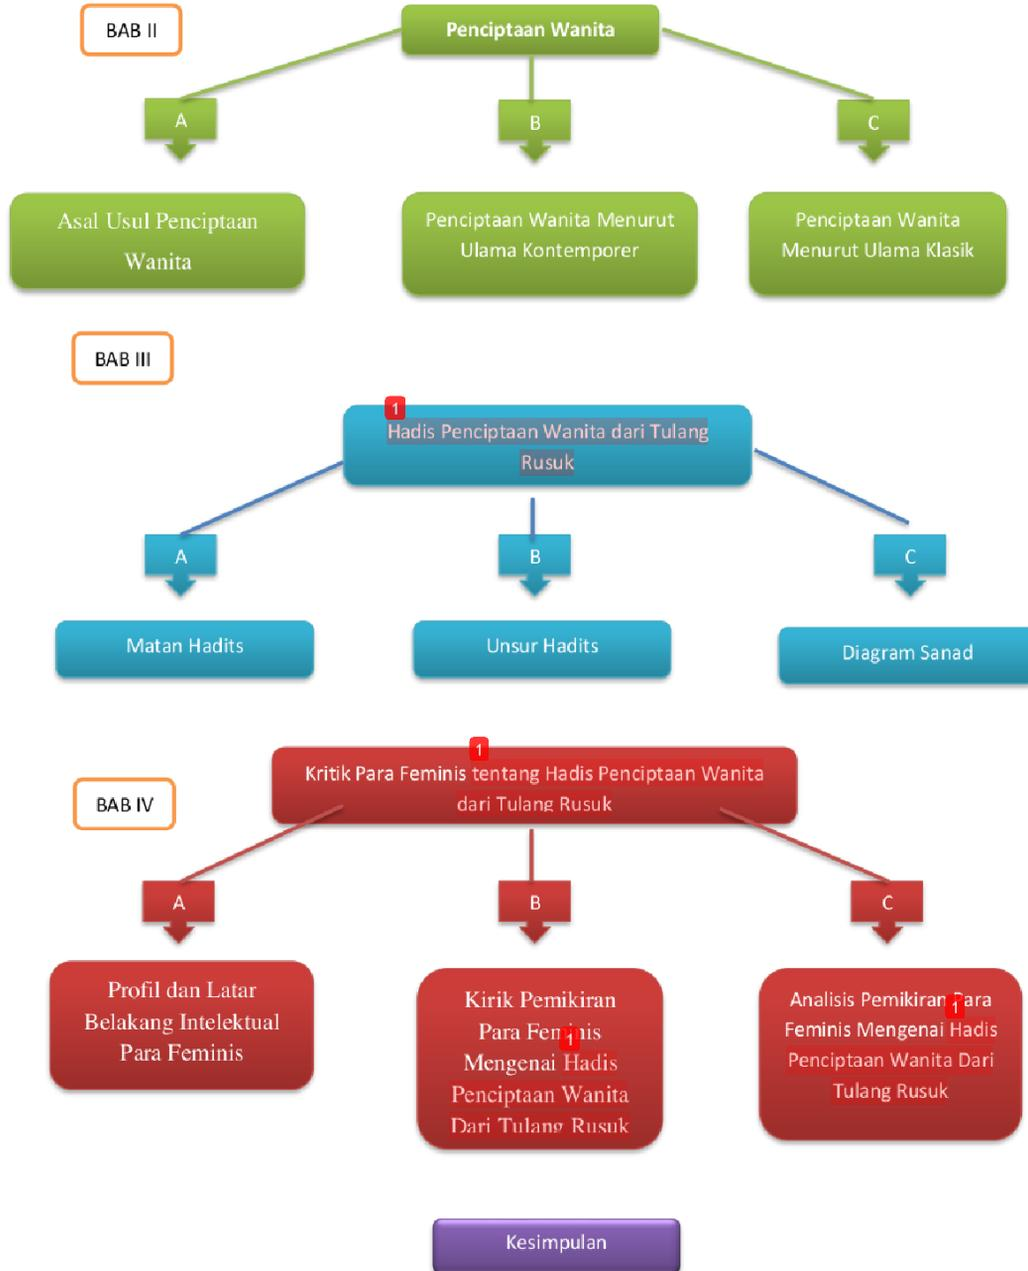 BAB II
Penciptaan Wanita
A
B
C
Asal Usul Penciptaan
Wanita
Penciptaan Wanita Menurut
Ulama Kontemporer
Penciptaan Wanita
Menurut Ulama Klasik
BAB III
1
Hadis Penciptaan Wanita dari Tulang
Rusuk
A
B
C
Matan Hadits
Unsur Hadits
Diagram Sanad
BAB IV
1
Kritik Para Feminis tentang Hadis Penciptaan Wanita
dari Tulang Rusuk
A
B
C
Profil dan Latar
Belakang Intelektual
Para Feminis
Kirik Pemikiran
Para Feminis
1
Mengenai Hadis
Penciptaan Wanita
Dari Tulang Rusuk
Analisis Pemikiran Para
1
Feminis Mengenai Hadis
Penciptaan Wanita Dari
Tulang Rusuk
Kesimpulan